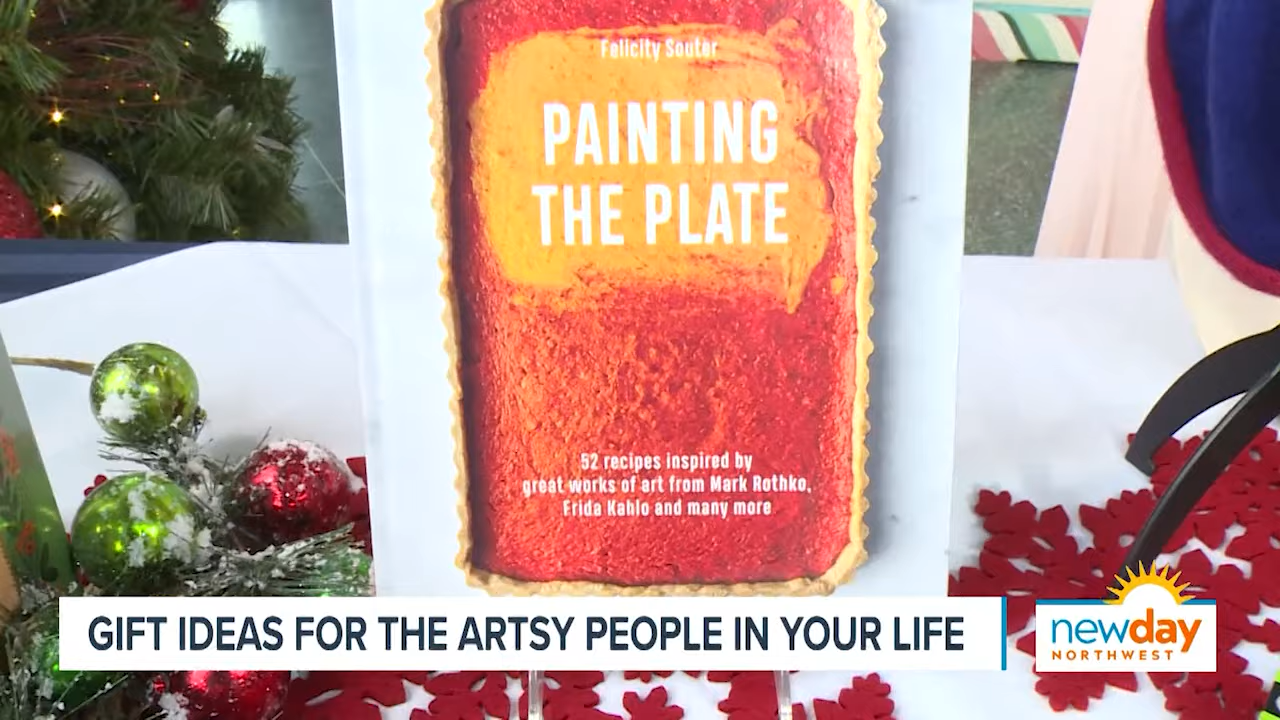 Felicity Souter
PAINTING
THE PLATE
52 recipes inspired by
great works of art from Mark Rothko,
Frida Kahlo and many more
GIFT IDEAS FOR THE ARTSY PEOPLE IN YOUR LIFE
newday
NORTHWEST